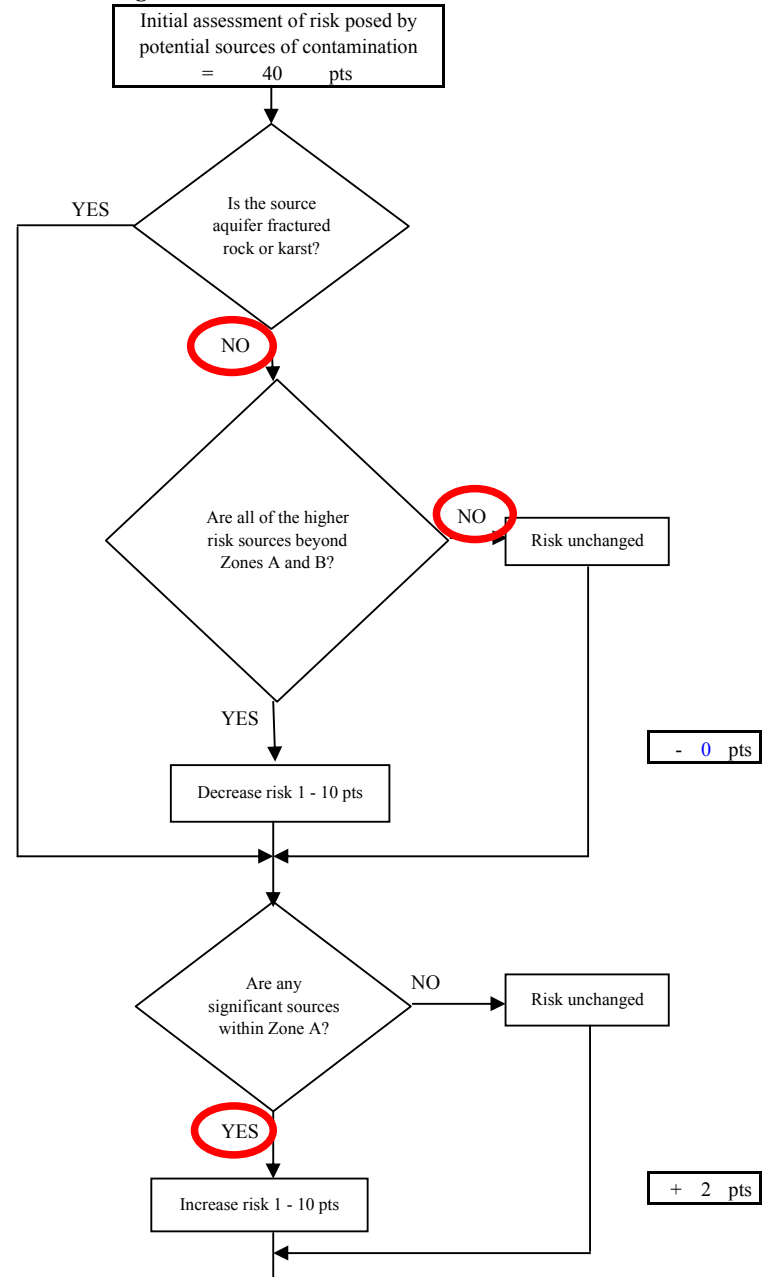 Initial assessment of risk posed by
potential sources of contamination
= 40 pts
YES
Is the source
aquifer fractured
rock or karst?
NO
Are all of the higher
risk sources beyond
Zones A and B?
NO
Risk unchanged
YES
- 0 pts
Decrease risk 1 - 10 pts
Are any
significant sources
within Zone A?
NO
Risk unchanged
YES
Increase risk 1 - 10 pts
+ 2 pts